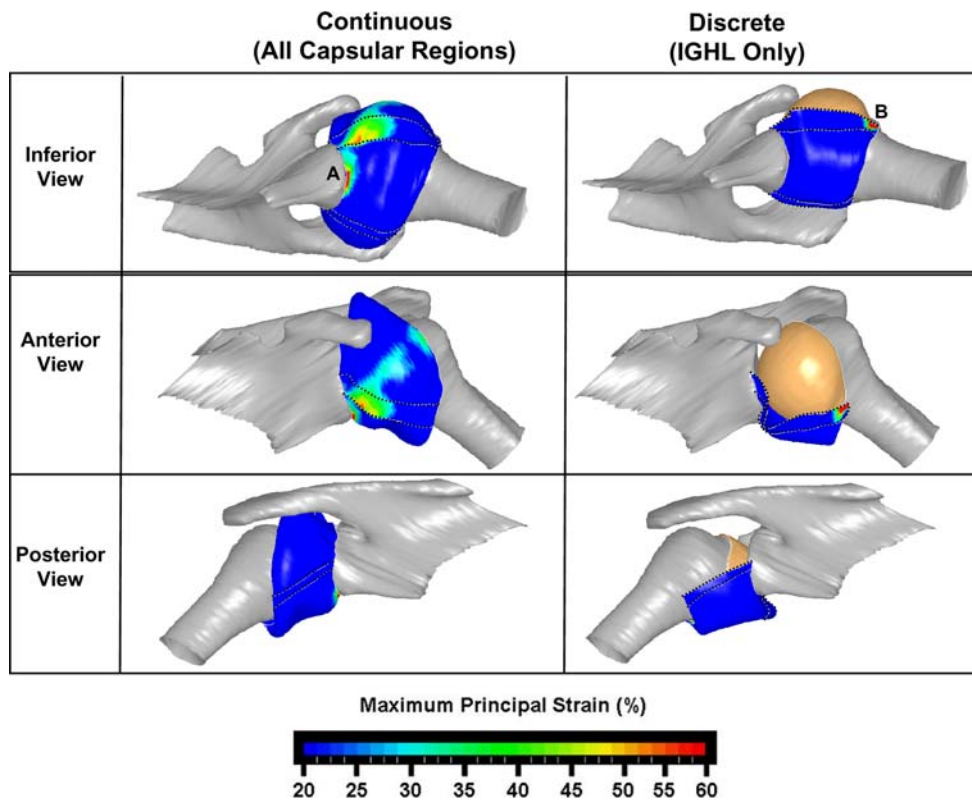 Continuous
(All Capsular Regions)
Discrete
(IGHL Only)
Inferior
View
A
B
Anterior
View
Posterior
View
Maximum Principal Strain (%)
20 25 30 35 40 45 50 55 60